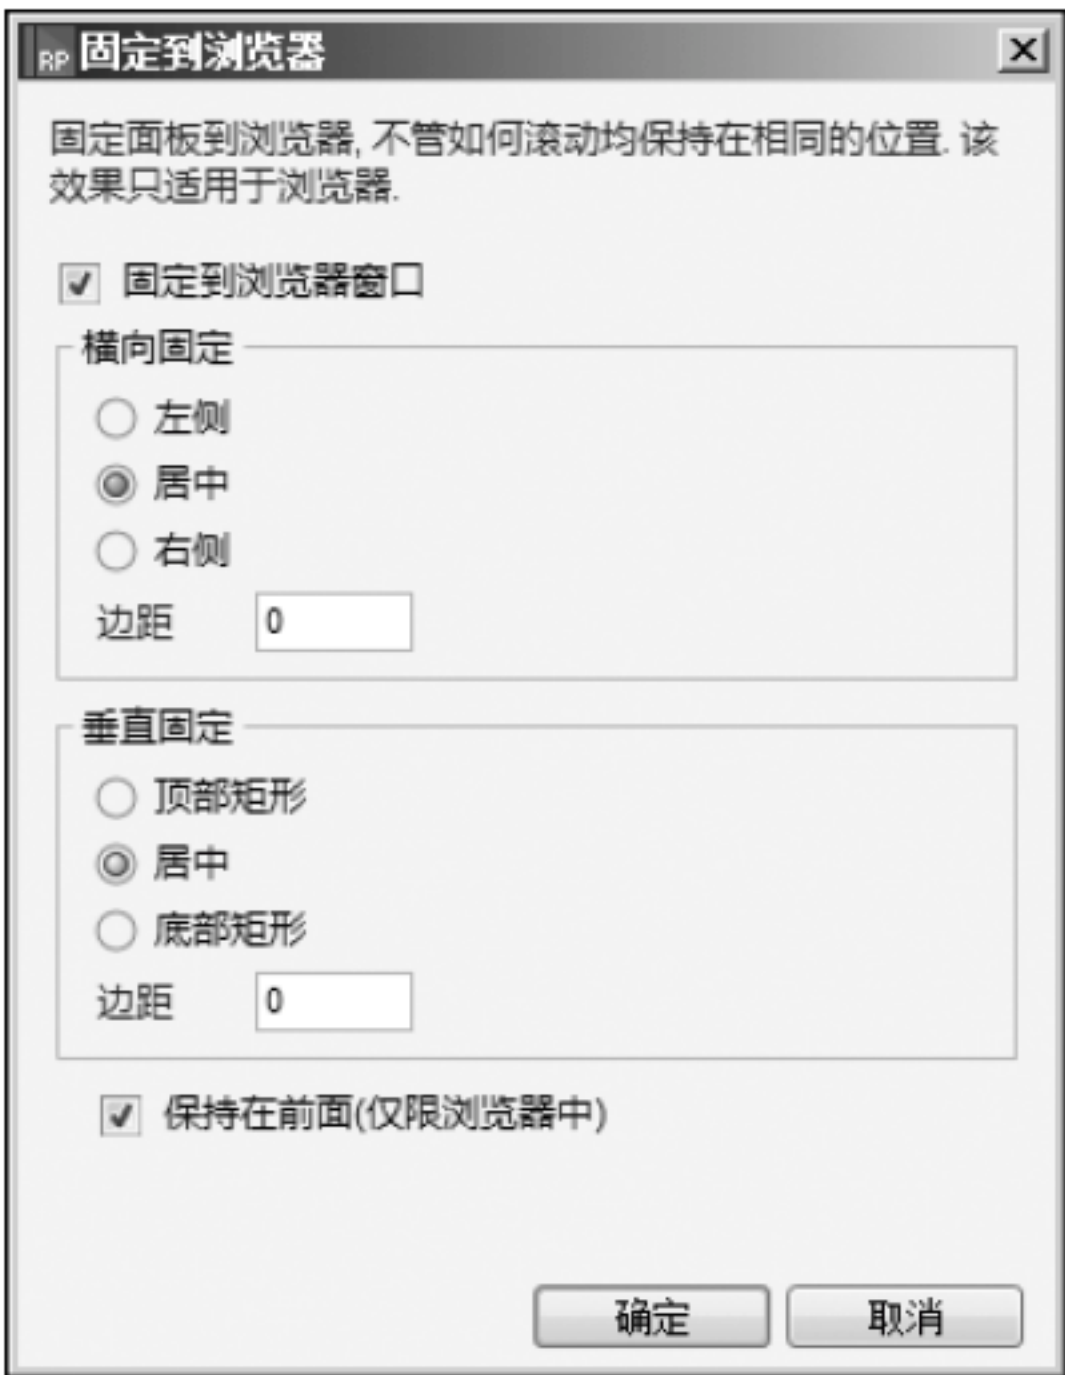 RP 固定到浏览器
固定面板到浏览器, 不管如何滚动均保持在相同的位置. 该
效果只适用于浏览器.
固定到浏览器窗口
横向固定
左侧
居中
右侧
边距 0
垂直固定
顶部矩形
居中
底部矩形
边距 0
保持在前面(仅限浏览器中)
确定 取消